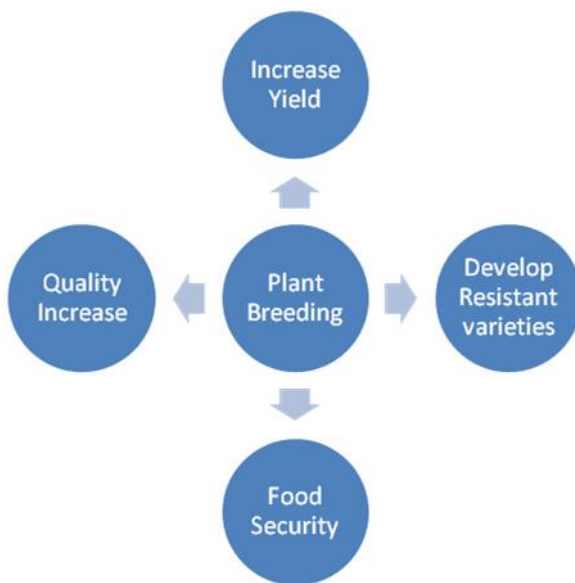 Increase
Yield
Quality
Increase
Plant
Breeding
Develop
Resistant
varieties
Food
Security